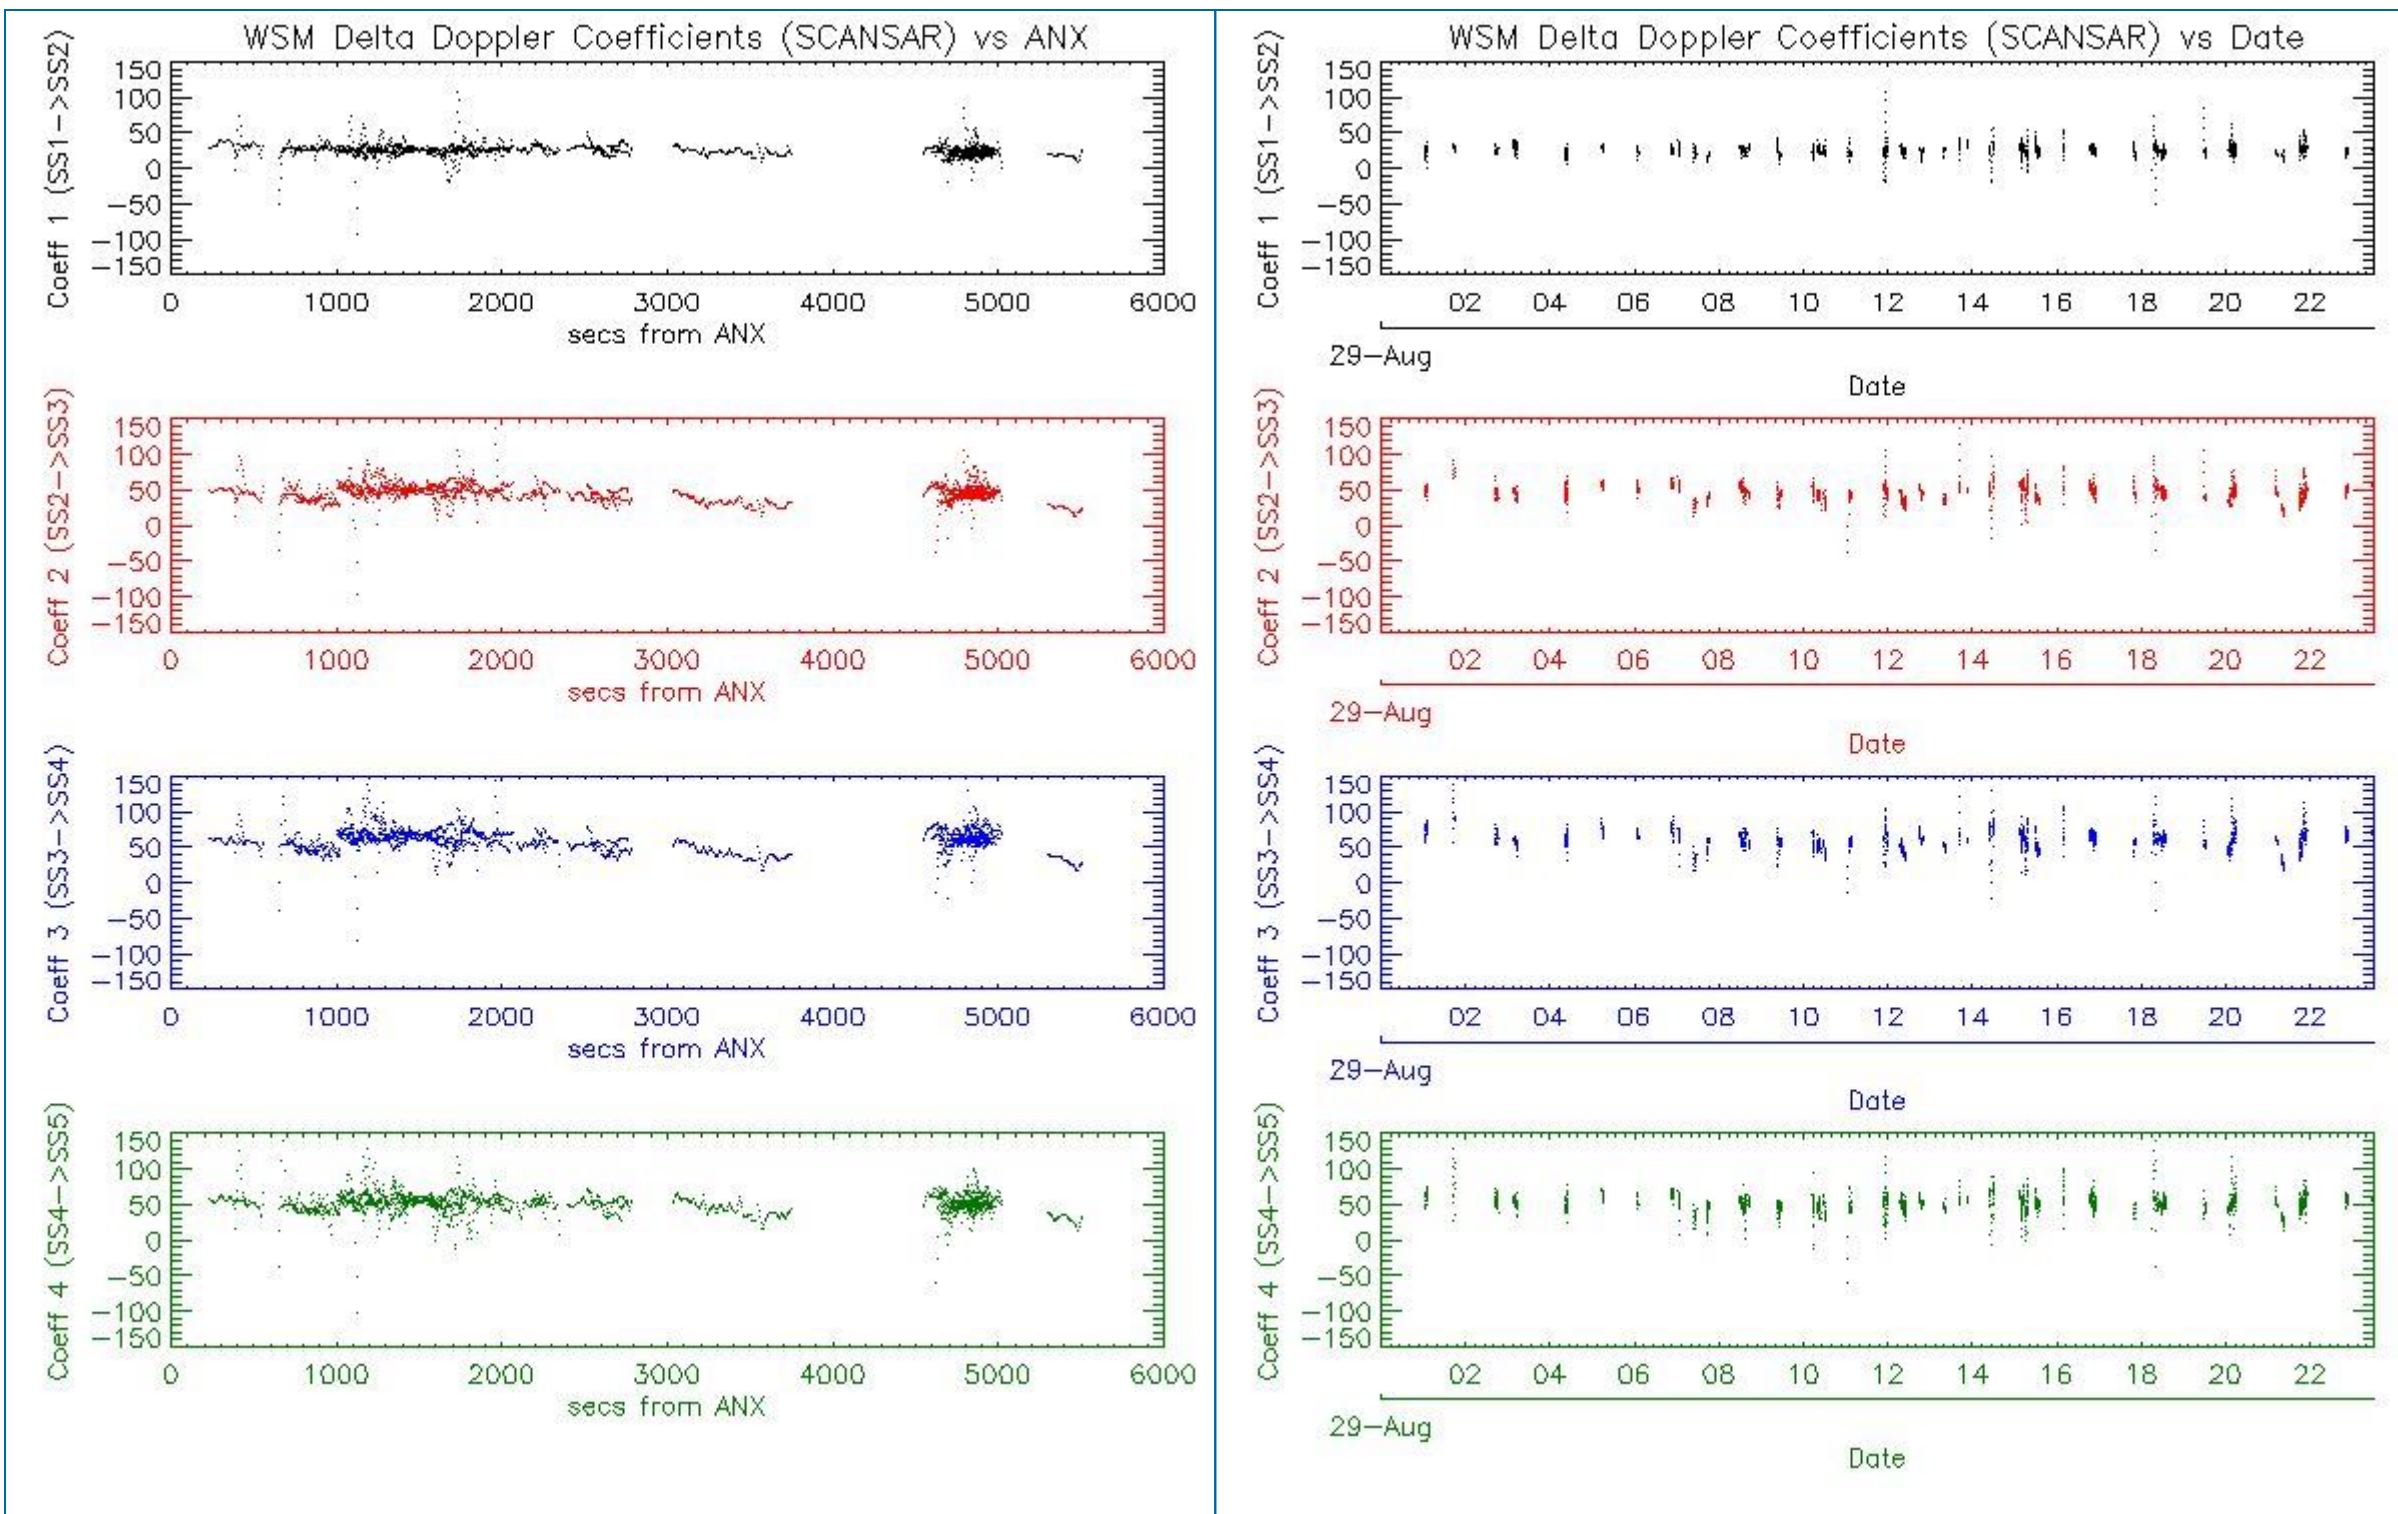 WSM Delta Doppler Coefficients (SCANSAR) vs ANX
Coeff 1 (SS1->SS2)
150
100
50
0
-50
-100
-150
0 1000 2000 3000 4000 5000 6000
secs from ANX
Coeff 2 (SS2->SS3)
150
100
50
0
-50
-100
-150
0 1000 2000 3000 4000 5000 6000
secs from ANX
Coeff 3 (SS3->SS4)
150
100
50
0
-50
-100
-150
0 1000 2000 3000 4000 5000 6000
secs from ANX
Coeff 4 (SS4->SS5)
150
100
50
0
-50
-100
-150
0 1000 2000 3000 4000 5000 6000
secs from ANX
WSM Delta Doppler Coefficients (SCANSAR) vs Date
Coeff 1 (SS1->SS2)
150
100
50
0
-50
-100
-150
02 04 06 08 10 12 14 16 18 20 22
29-Aug
Date
Coeff 2 (SS2->SS3)
150
100
50
0
-50
-100
-150
02 04 06 08 10 12 14 16 18 20 22
29-Aug
Date
Coeff 3 (SS3->SS4)
150
100
50
0
-50
-100
-150
02 04 06 08 10 12 14 16 18 20 22
29-Aug
Date
Coeff 4 (SS4->SS5)
150
100
50
0
-50
-100
-150
02 04 06 08 10 12 14 16 18 20 22
29-Aug
Date